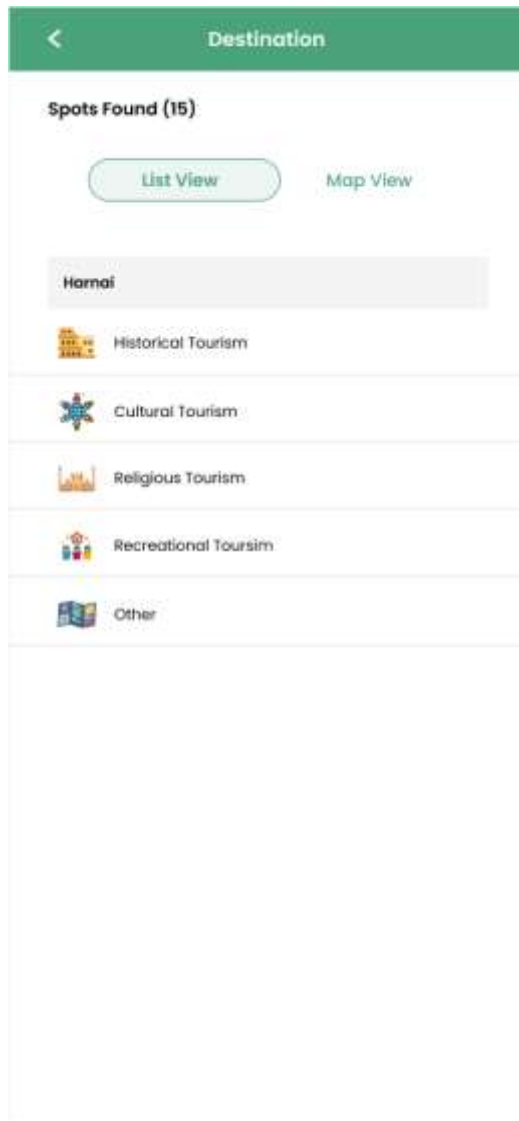 Destination
Spots Found (15)
List View Map View
Harnai
Historical Tourism
Cultural Tourism
Religious Tourism
Recreational Toursim
Other